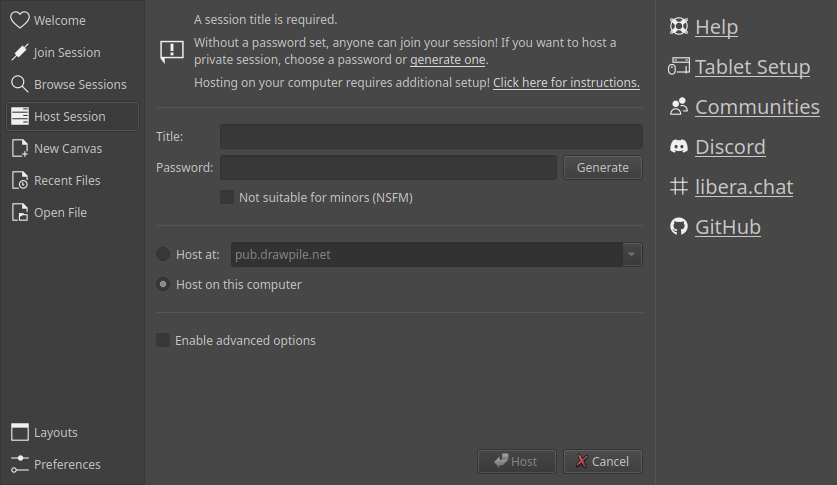 Welcome
Join Session
Browse Sessions
Host Session
New Canvas
Recent Files
Open File
Layouts
Preferences
A session title is required.
Without a password set, anyone can join your session! If you want to host a
private session, choose a password or generate one.
Hosting on your computer requires additional setup! Click here for instructions.
Title:
Password:
Generate
Not suitable for minors (NSFM)
Host at:
pub.drawpile.net
Host on this computer
Enable advanced options
Host
Cancel
Help
Tablet Setup
Communities
Discord
libera.chat
GitHub